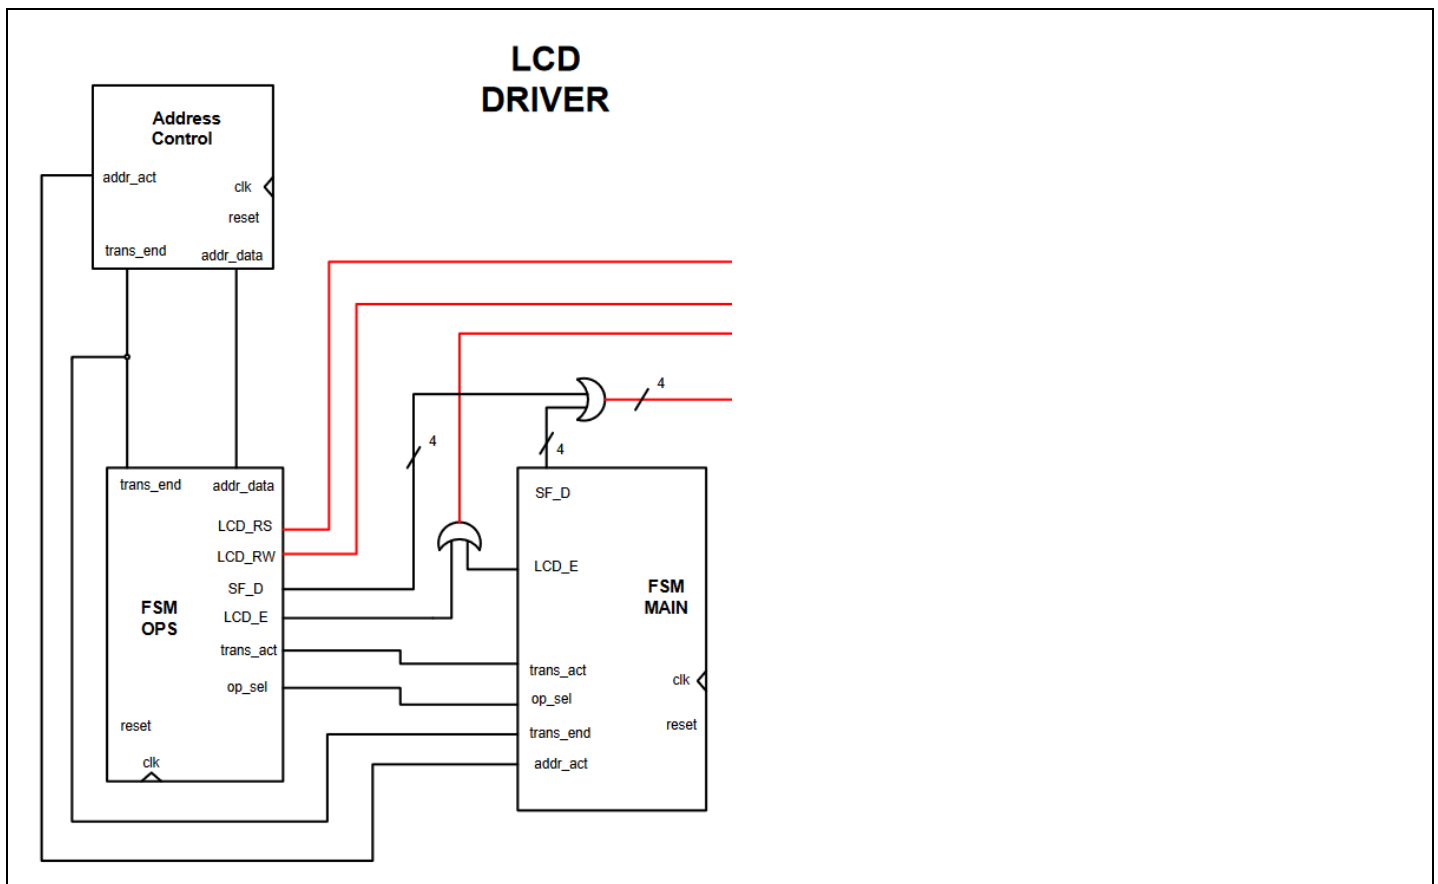 LCD
DRIVER
Address
Control
addr_act
clk
reset
trans_end
addr_data
4
4
4
trans_end
addr_data
LCD_RS
LCD_RW
SF_D
LCD_E
FSM
OPS
trans_act
op_sel
reset
clk
SF_D
LCD_E
FSM
MAIN
trans_act
op_sel
trans_end
addr_act
clk
reset